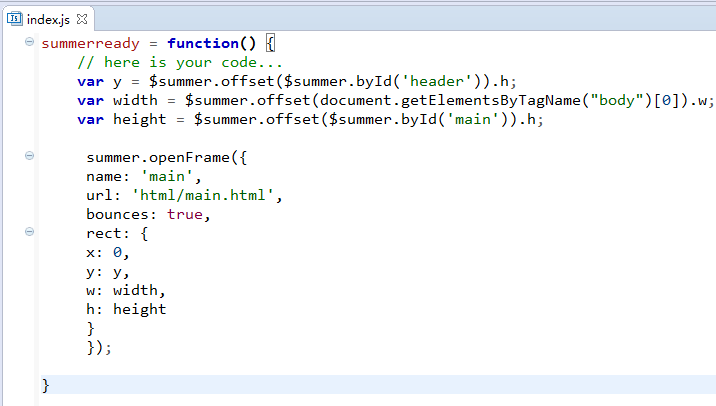 index.js
summerready = function() {
// here is your code...
var y = $summer.offset($summer.byId('header')).h;
var width = $summer.offset(document.getElementsByTagName("body")[0]).w;
var height = $summer.offset($summer.byId('main')).h;
summer.openFrame({
name: 'main',
url: 'html/main.html',
bounces: true,
rect: {
x: 0,
y: y,
w: width,
h: height
}
});
}